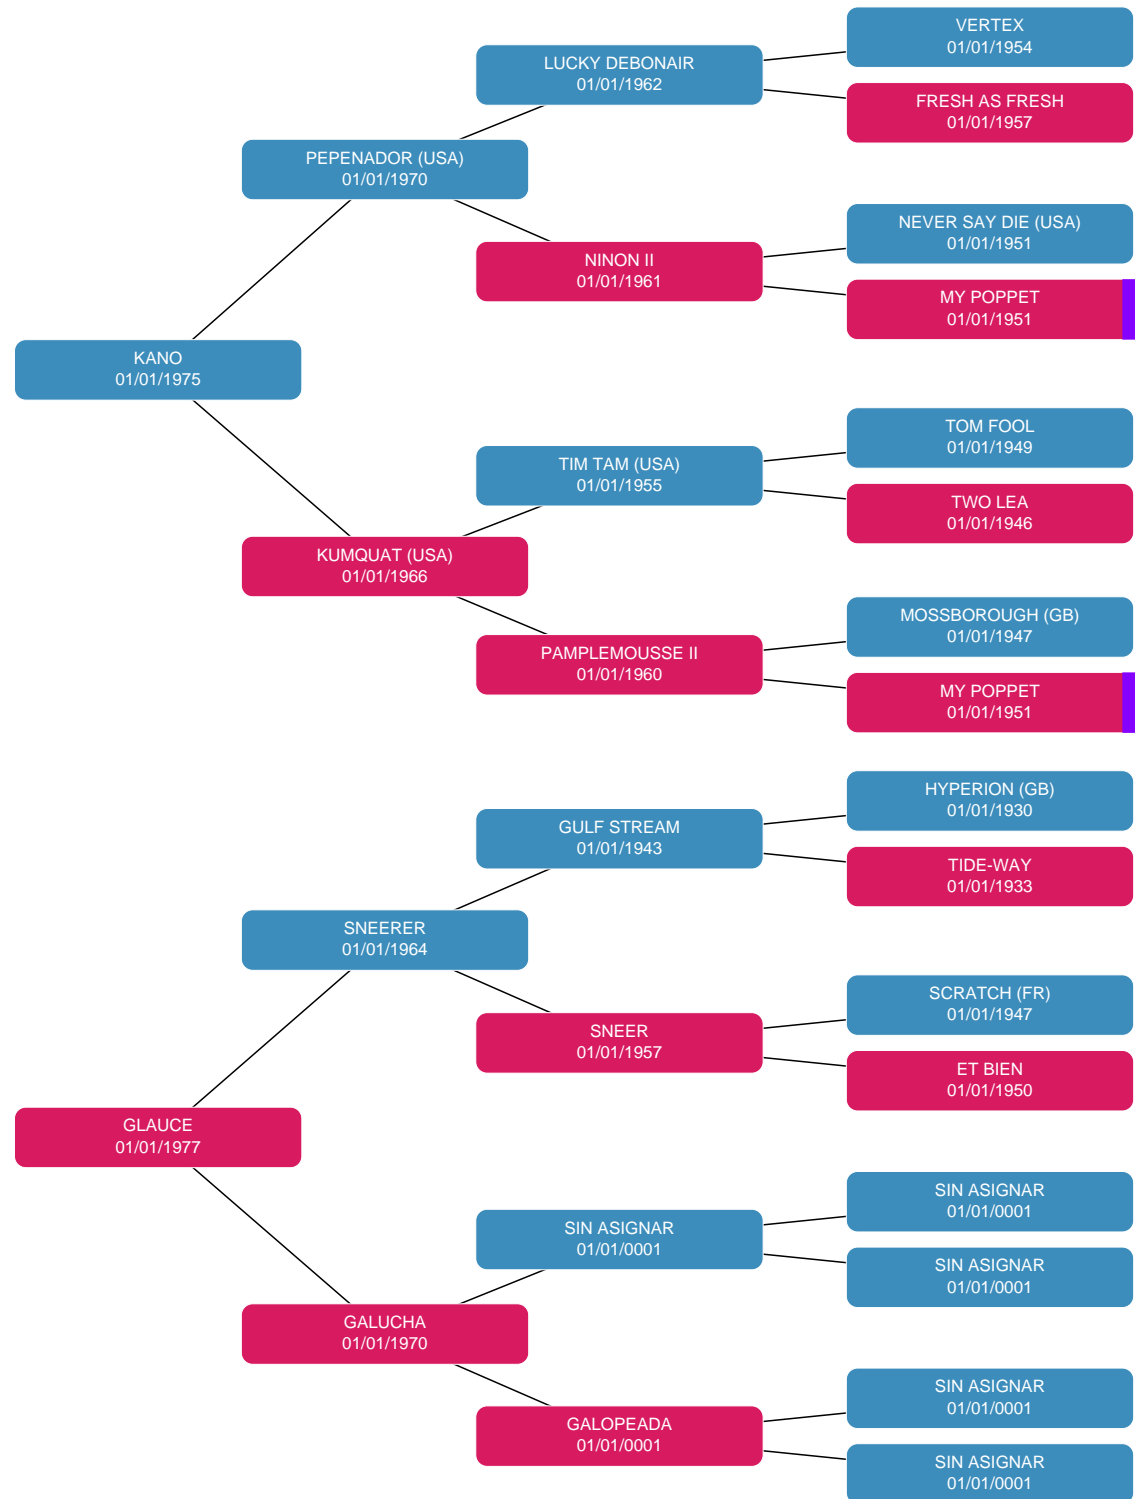 VERTEX
01/01/1954
LUCKY DEBONAIR
01/01/1962
FRESH AS FRESH
01/01/1957
PEPENADOR (USA)
01/01/1970
NEVER SAY DIE (USA)
01/01/1951
NINON II
01/01/1961
MY POPPET
01/01/1951
KANO
01/01/1975
TOM FOOL
01/01/1949
TIM TAM (USA)
01/01/1955
TWO LEA
01/01/1946
KUMQUAT (USA)
01/01/1966
MOSSBOROUGH (GB)
01/01/1947
PAMPLEMOUSSE II
01/01/1960
MY POPPET
01/01/1951
HYPERION (GB)
01/01/1930
GULF STREAM
01/01/1943
TIDE-WAY
01/01/1933
SNEERER
01/01/1964
SCRATCH (FR)
01/01/1947
SNEER
01/01/1957
ET BIEN
01/01/1950
GLAUCE
01/01/1977
SIN ASIGNAR
01/01/0001
SIN ASIGNAR
01/01/0001
SIN ASIGNAR
01/01/0001
GALUCHA
01/01/1970
SIN ASIGNAR
01/01/0001
GALOPEADA
01/01/0001
SIN ASIGNAR
01/01/0001